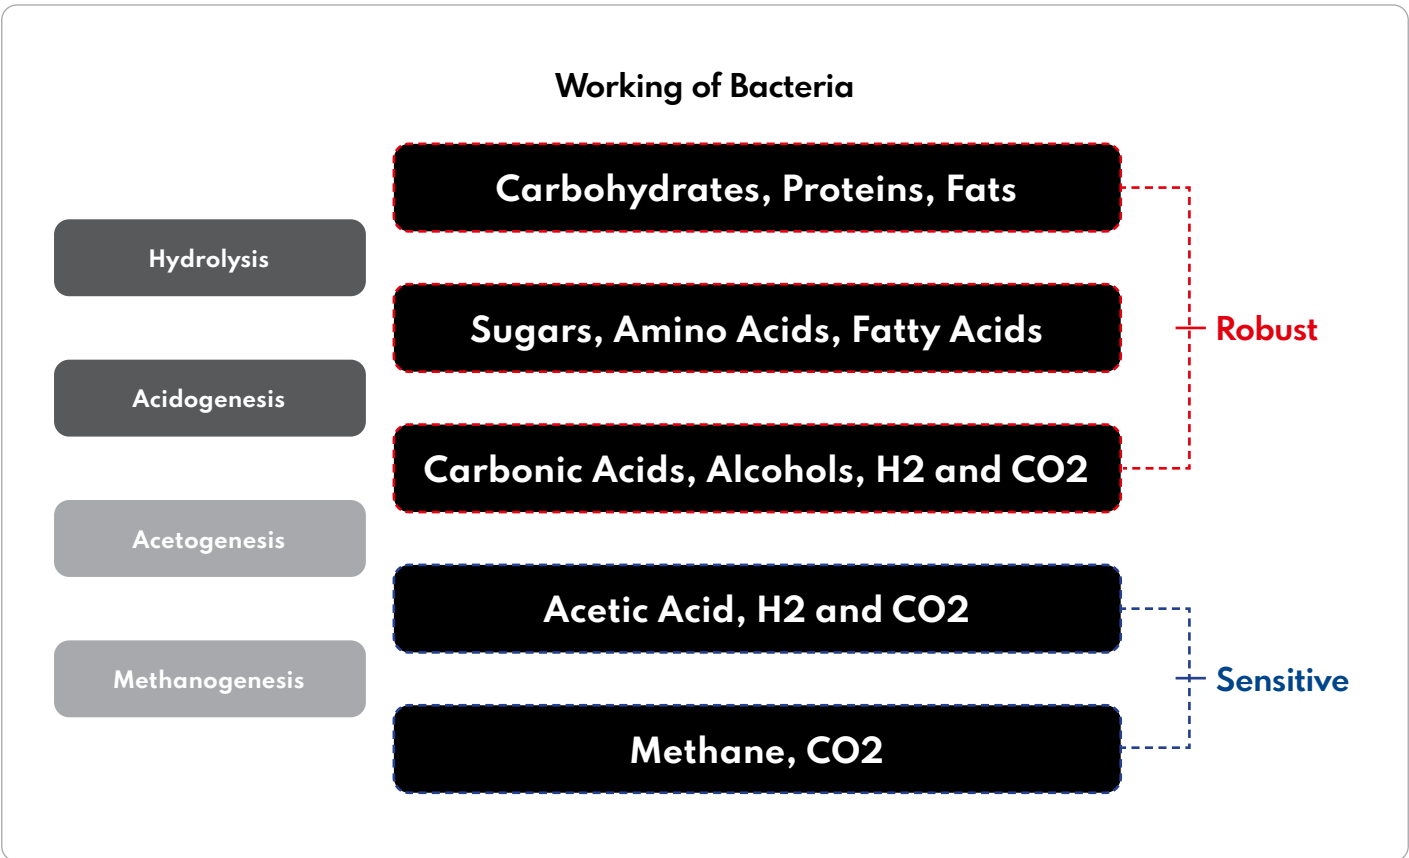 Working of Bacteria
Carbohydrates, Proteins, Fats
Hydrolysis
Sugars, Amino Acids, Fatty Acids
Robust
Acidogenesis
Carbonic Acids, Alcohols, H2 and CO2
Acetogenesis
Acetic Acid, H2 and CO2
Methanogenesis
Sensitive
Methane, CO2